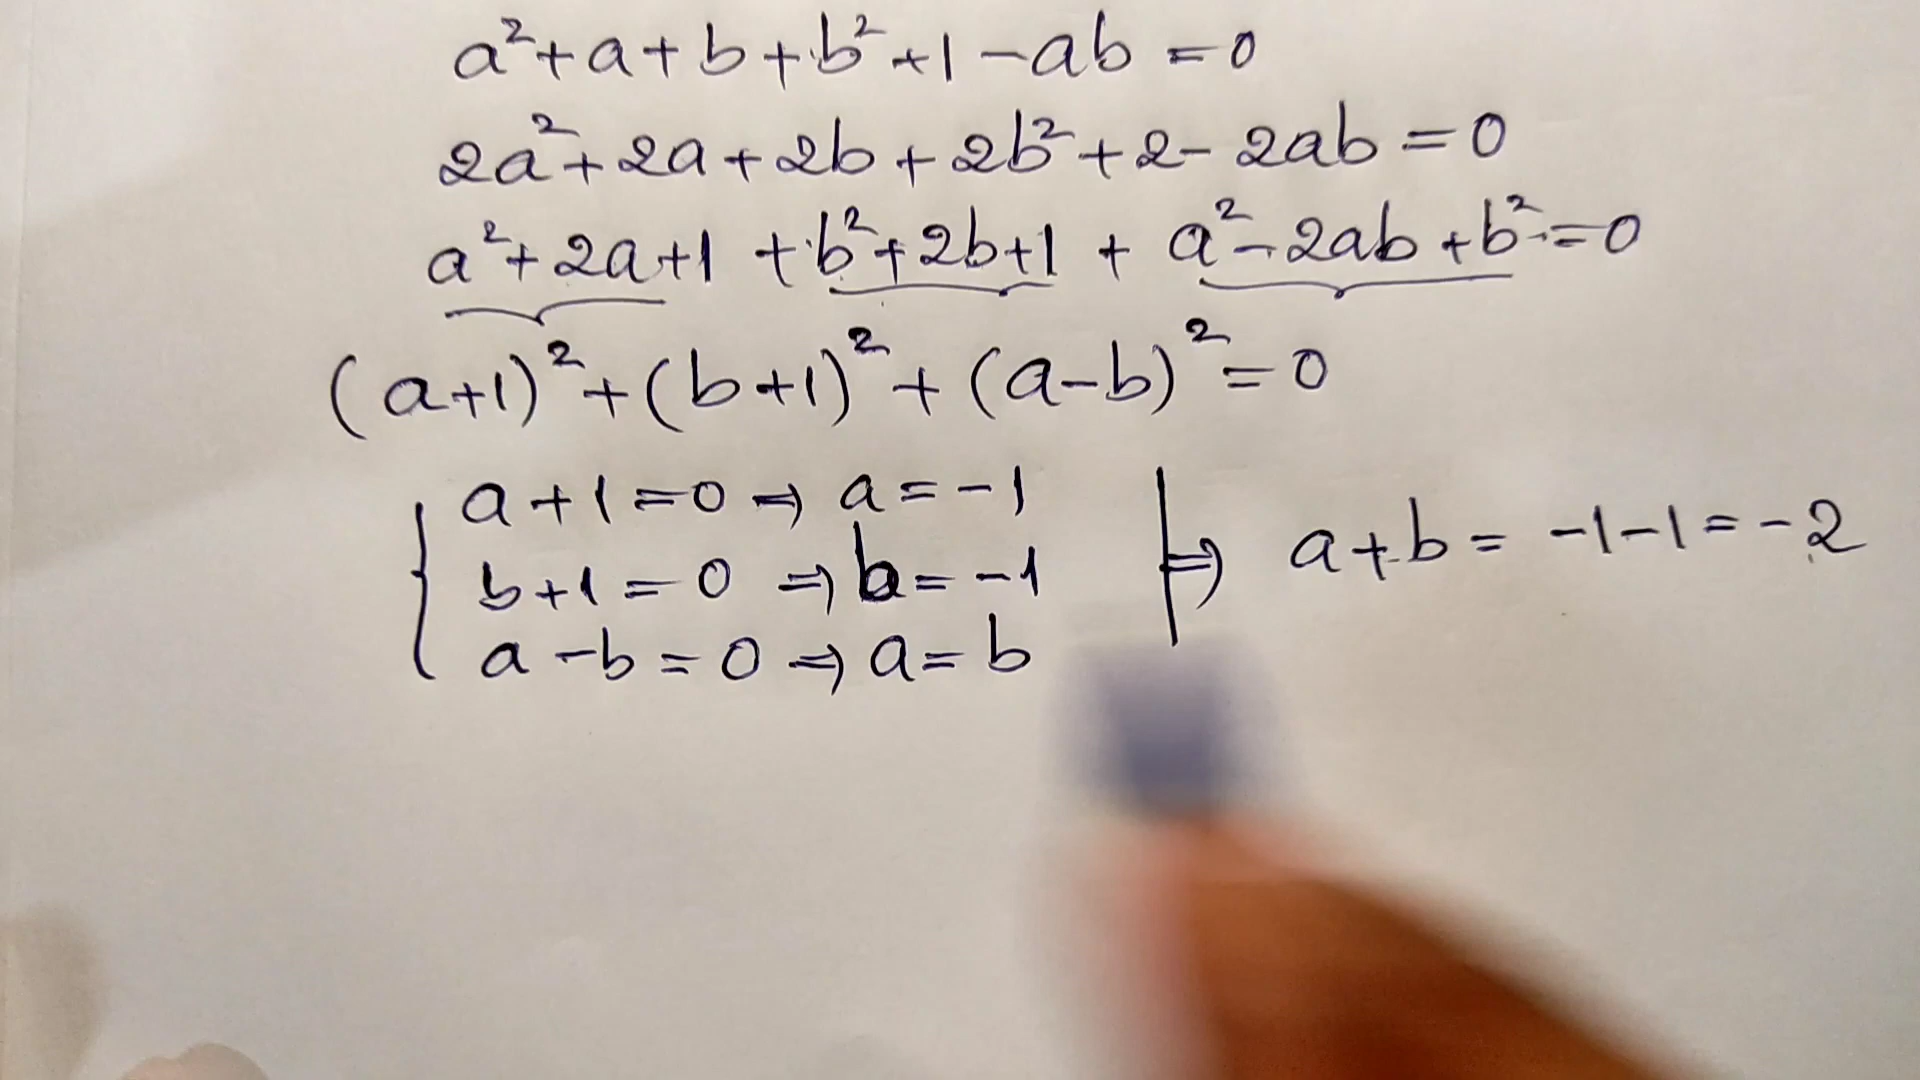 a²+a+b+b²+1-ab=0
2a²+2a+2b+2b²+2-2ab=0
a²+2a+1+b²+2b+1+a²-2ab+b²=0
(a+1)²+(b+1)²+(a-b)²=0
a+1=0⇒a=-1
b+1=0⇒b=-1
a-b=0⇒a=b
⇒ a+b=-1-1=-2